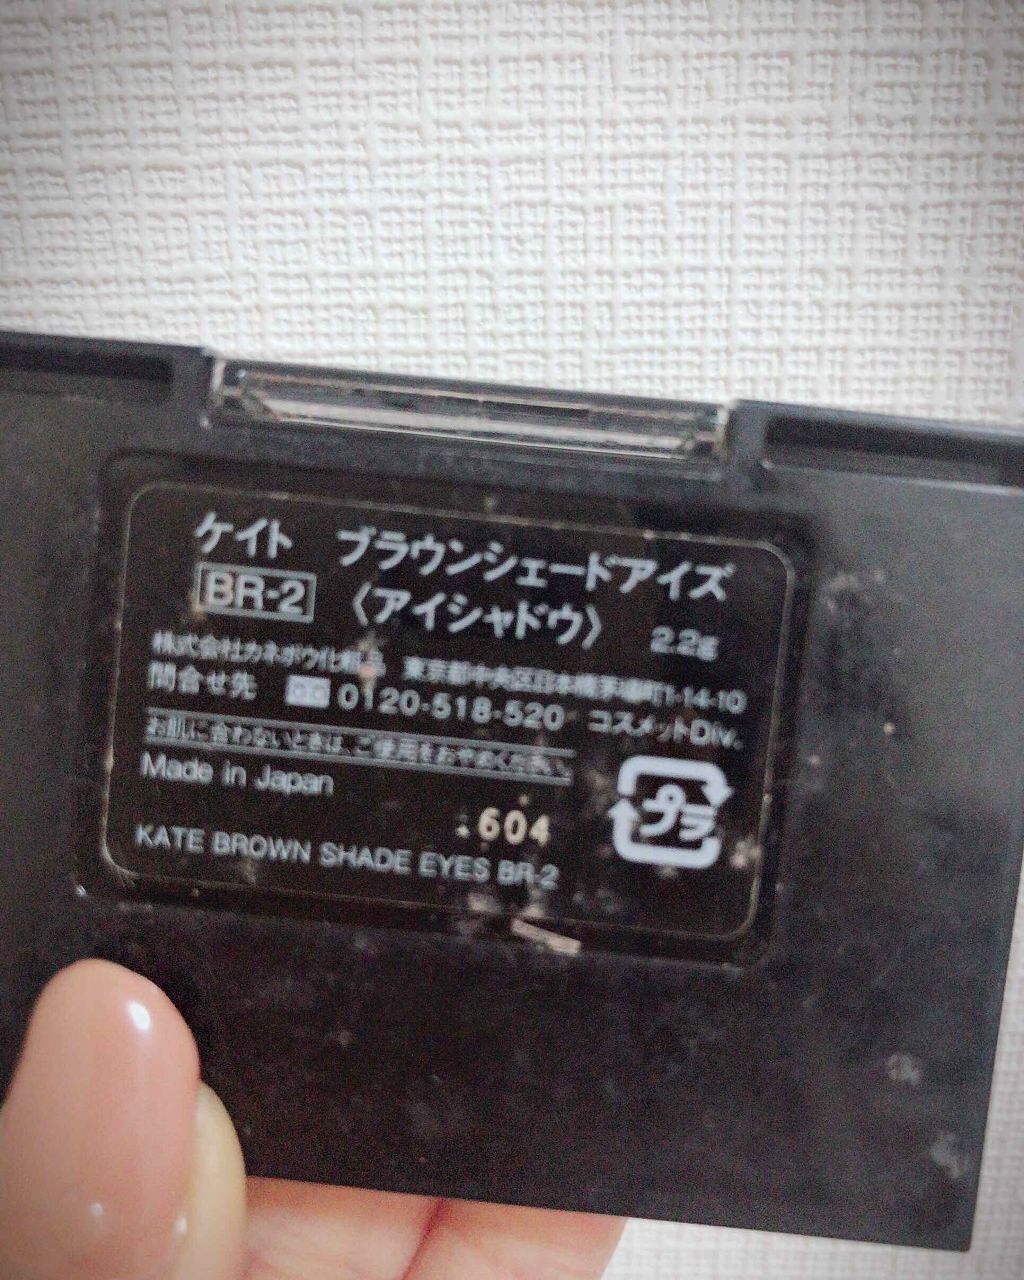 ケイト ブラウンシェードアイズ
BR-2 〈アイシャドウ〉 2.2g
株式会社カネボウ化粧品 東京都中央区日本橋茅場町1-14-10
問合せ先 0120-518-520 コスメットDiv.
お肌に合わないときは、ご使用をおやめください。
Made in Japan
プラ
604
KATE BROWN SHADE EYES BR-2